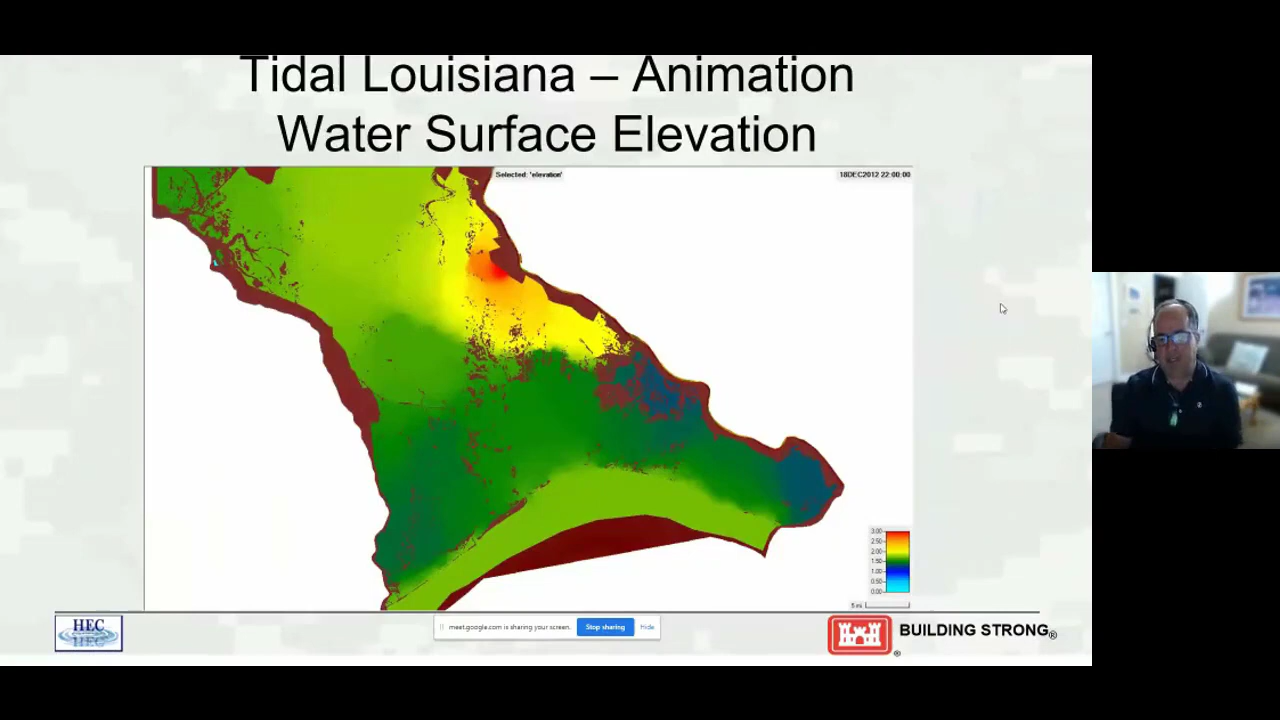 Tidal Louisiana – Animation
Water Surface Elevation
Selected: 'elevation'
18DEC2012 22:00:00
3.00
2.50
2.00
1.50
1.00
0.50
0.00
5 mi
HEC
meet.google.com is sharing your screen.
Stop sharing
Hide
BUILDING STRONG®
®